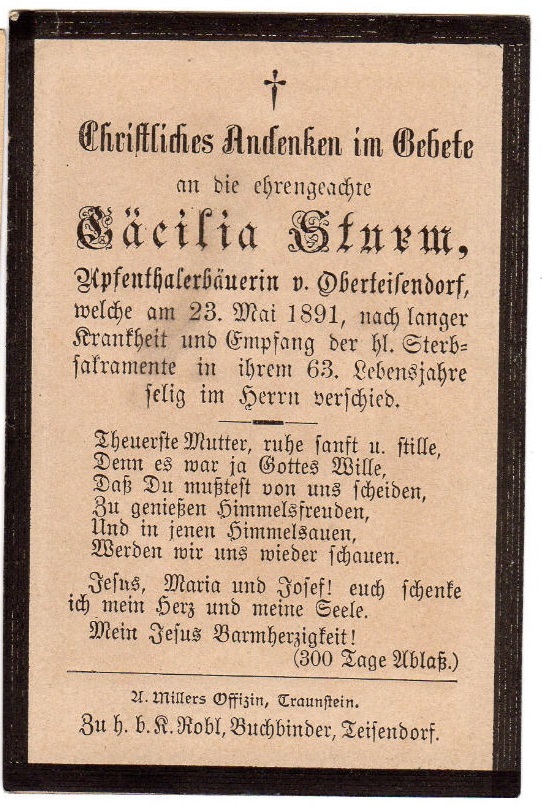 Christliches Andenken im Gebete
an die ehrengeachte
Cäcilia Sturm,
Apfenthalerbäuerin v. Oberteisendorf,
welche am 23. Mai 1891, nach langer
Krankheit und Empfang der hl. Sterb-
sakramente in ihrem 63. Lebensjahre
selig im Herrn verschied.
Theuerste Mutter, ruhe sanft u. stille,
Denn es war ja Gottes Wille,
Daß Du mußtest von uns scheiden,
Zu genießen Himmelsfreuden,
Und in jenen Himmelsauen,
Werden wir uns wieder schauen.
Jesus, Maria und Josef! euch schenke
ich mein Herz und meine Seele.
Mein Jesus Barmherzigkeit!
(300 Tage Ablaß.)
A. Millers Offizin, Traunstein.
Zu h. b. K. Robl, Buchbinder, Teisendorf.